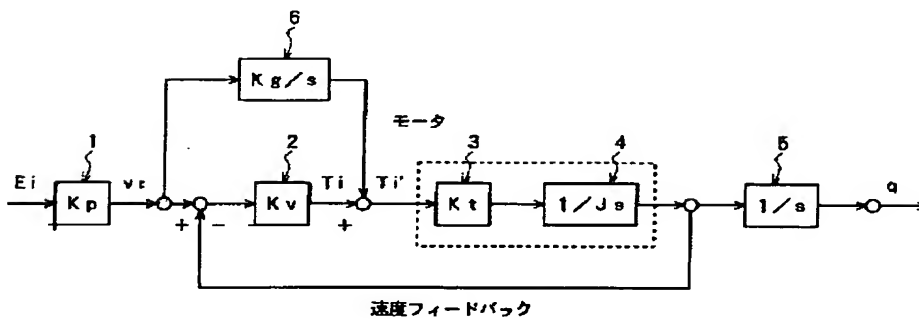 6
Kg/s
モータ
1
2
3
4
5
Ei
Kp
vc
Kv
Ti
Ti'
Kt
1/Js
1/s
q
+
+
-
-
+
速度フィードバック